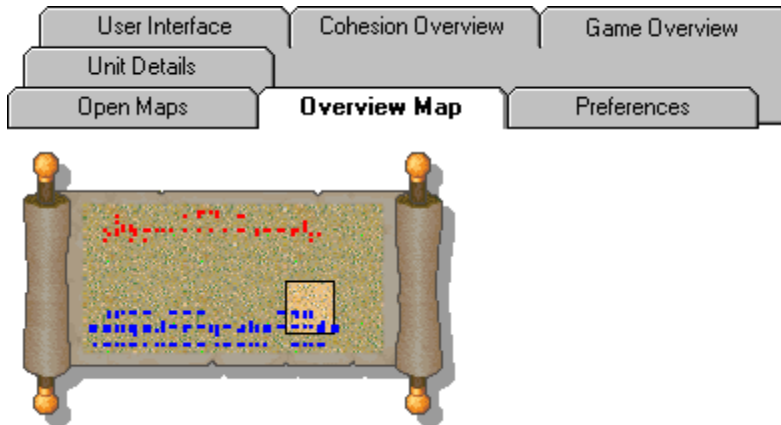 User Interface Cohesion Overview Game Overview
Unit Details
Open Maps Overview Map Preferences